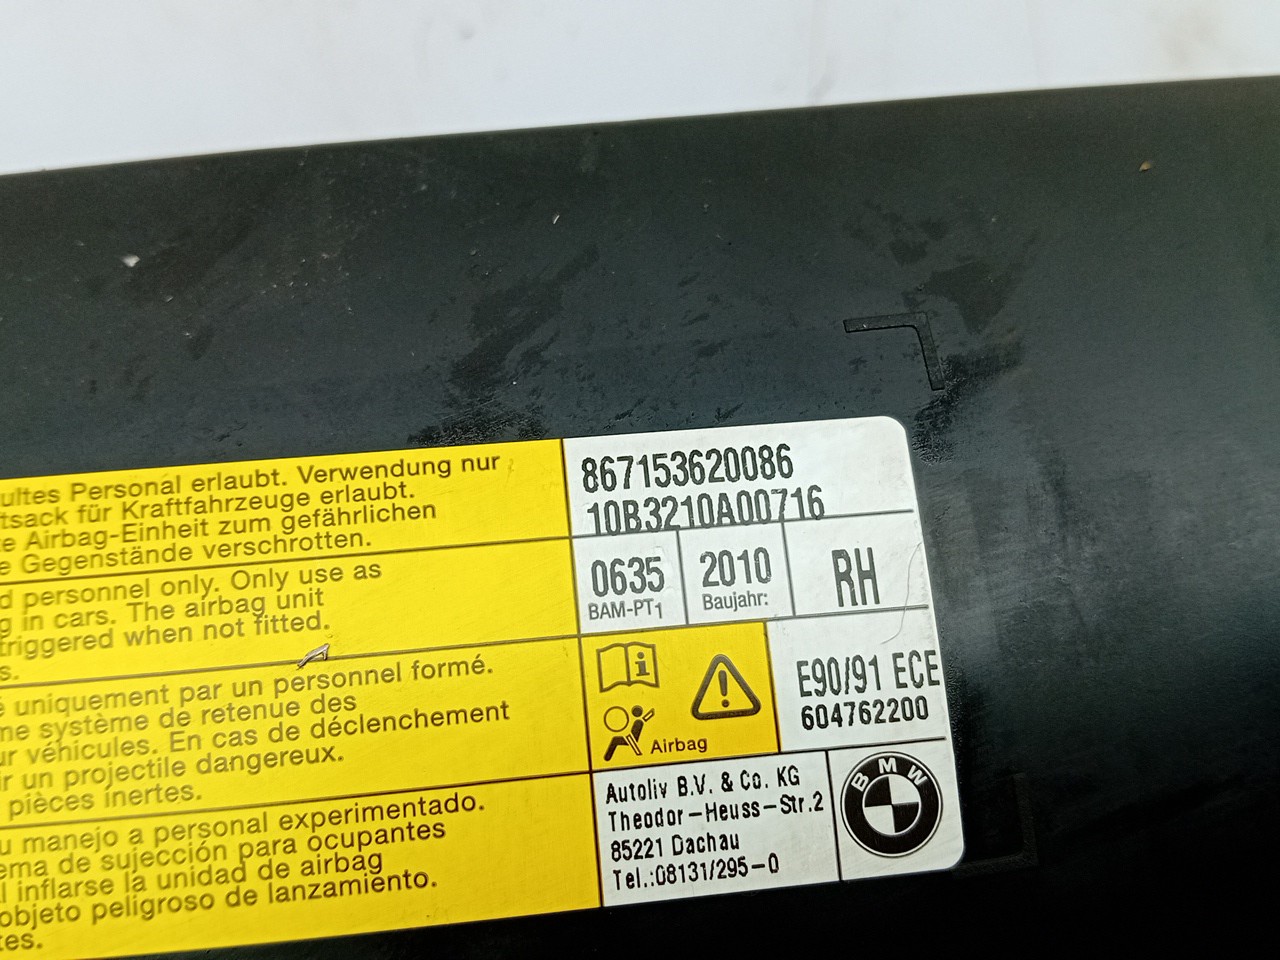 ultes Personal erlaubt. Verwendung nur
tsack für Kraftfahrzeuge erlaubt.
e Airbag-Einheit zum gefährlichen
e Gegenstände verschrotten.
d personnel only. Only use as
g in cars. The airbag unit
triggered when not fitted.
s.
é uniquement par un personnel formé.
me système de retenue des
ur véhicules. En cas de déclenchement
ir un projectile dangereux.
pièces inertes.
u manejo a personal experimentado.
ema de sujección para ocupantes
l inflarse la unidad de airbag
objeto peligroso de lanzamiento.
tes.
867153620086
10B3210A00716
0635
BAM-PT1
2010
Baujahr:
RH
Airbag
E90/91 ECE
604762200
Autoliv B.V. & Co. KG
Theodor-Heuss-Str.2
85221 Dachau
Tel.:08131/295-0
BMW